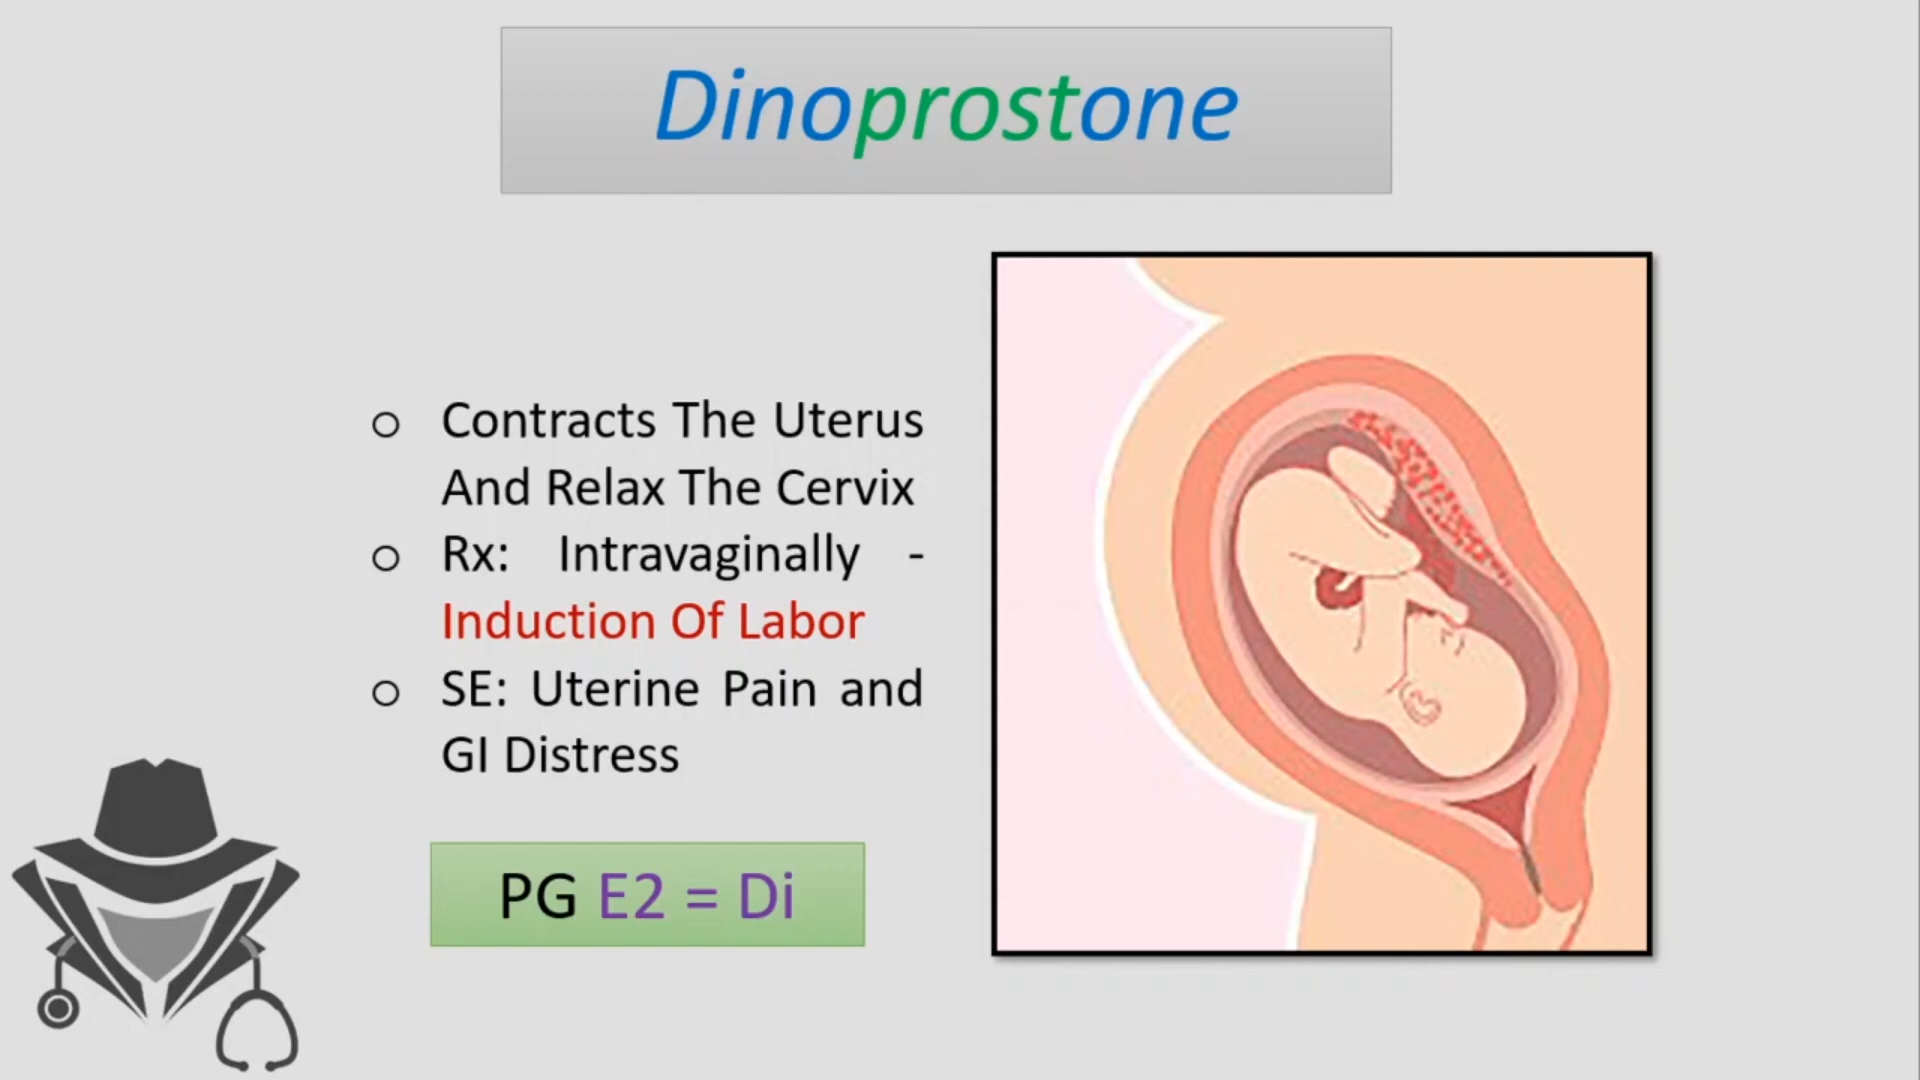 Dinoprostone
o Contracts The Uterus
And Relax The Cervix
o Rx: Intravaginally -
Induction Of Labor
o SE: Uterine Pain and
GI Distress
PG E2 = Di